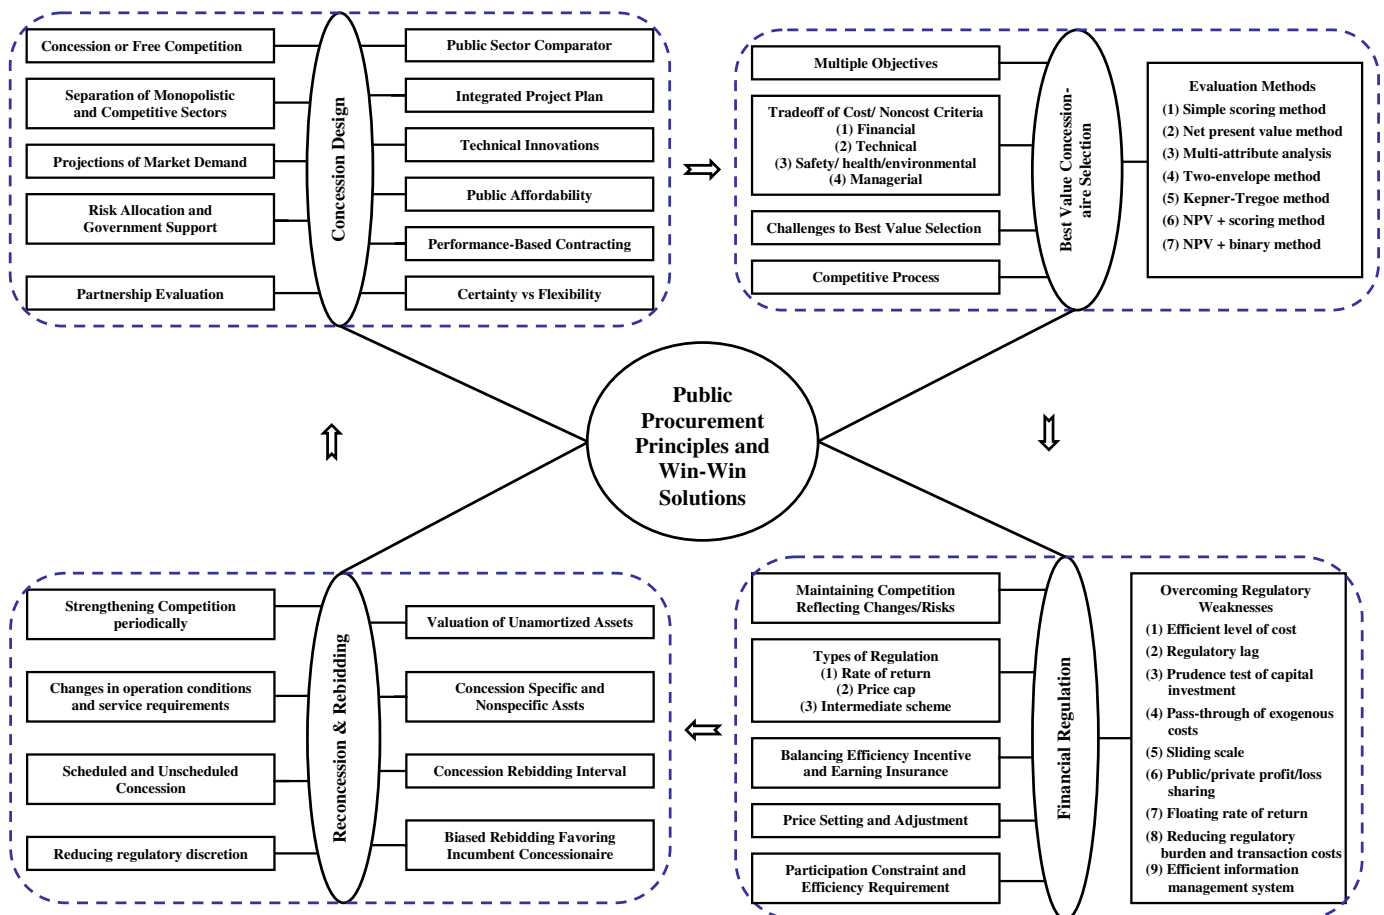 Concession or Free Competition
Separation of Monopolistic
and Competitive Sectors
Projections of Market Demand
Risk Allocation and
Government Support
Partnership Evaluation
Concession Design
Public Sector Comparator
Integrated Project Plan
Technical Innovations
Public Affordability
Performance-Based Contracting
Certainty vs Flexibility
Multiple Objectives
Tradeoff of Cost/ Noncost Criteria
(1) Financial
(2) Technical
(3) Safety/ health/environmental
(4) Managerial
Challenges to Best Value Selection
Competitive Process
Best Value Concession-
aire Selection
Evaluation Methods
(1) Simple scoring method
(2) Net present value method
(3) Multi-attribute analysis
(4) Two-envelope method
(5) Kepner-Tregoe method
(6) NPV + scoring method
(7) NPV + binary method
Public
Procurement
Principles and
Win-Win
Solutions
Strengthening Competition
periodically
Changes in operation conditions
and service requirements
Scheduled and Unscheduled
Concession
Reducing regulatory discretion
Reconcession & Rebidding
Valuation of Unamortized Assets
Concession Specific and
Nonspecific Assts
Concession Rebidding Interval
Biased Rebidding Favoring
Incumbent Concessionaire
Maintaining Competition
Reflecting Changes/Risks
Types of Regulation
(1) Rate of return
(2) Price cap
(3) Intermediate scheme
Balancing Efficiency Incentive
and Earning Insurance
Price Setting and Adjustment
Participation Constraint and
Efficiency Requirement
Financial Regulation
Overcoming Regulatory
Weaknesses
(1) Efficient level of cost
(2) Regulatory lag
(3) Prudence test of capital
investment
(4) Pass-through of exogenous
costs
(5) Sliding scale
(6) Public/private profit/loss
sharing
(7) Floating rate of return
(8) Reducing regulatory
burden and transaction costs
(9) Efficient information
management system